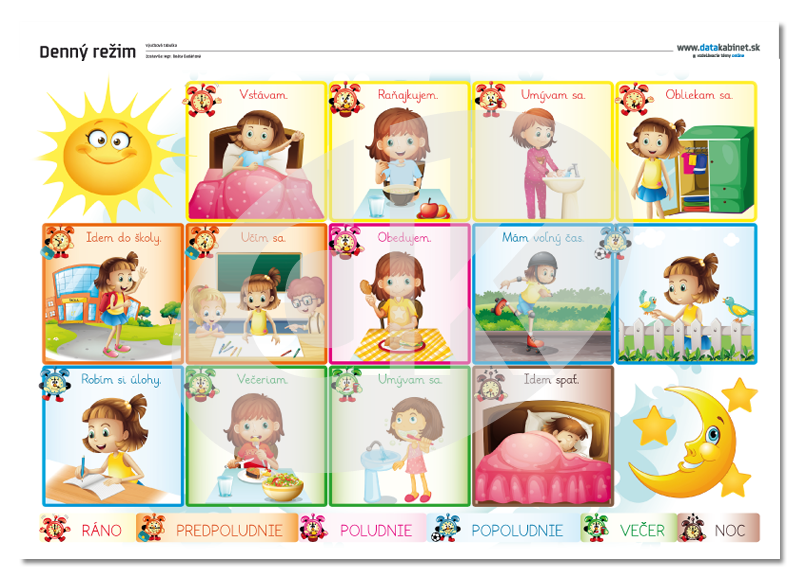 Denný režim
www.datakabinet.sk
Vstávam.
Raňajkujem.
Umývam sa.
Obliekam sa.
Idem do školy.
Učím sa.
Obedujem.
Mám voľný čas.
Robím si úlohy.
Večeriam.
Umývam sa.
Idem spať.
RÁNO
PREDPOLUDNIE
POLUDNIE
POPOLUDNIE
VEČER
NOC